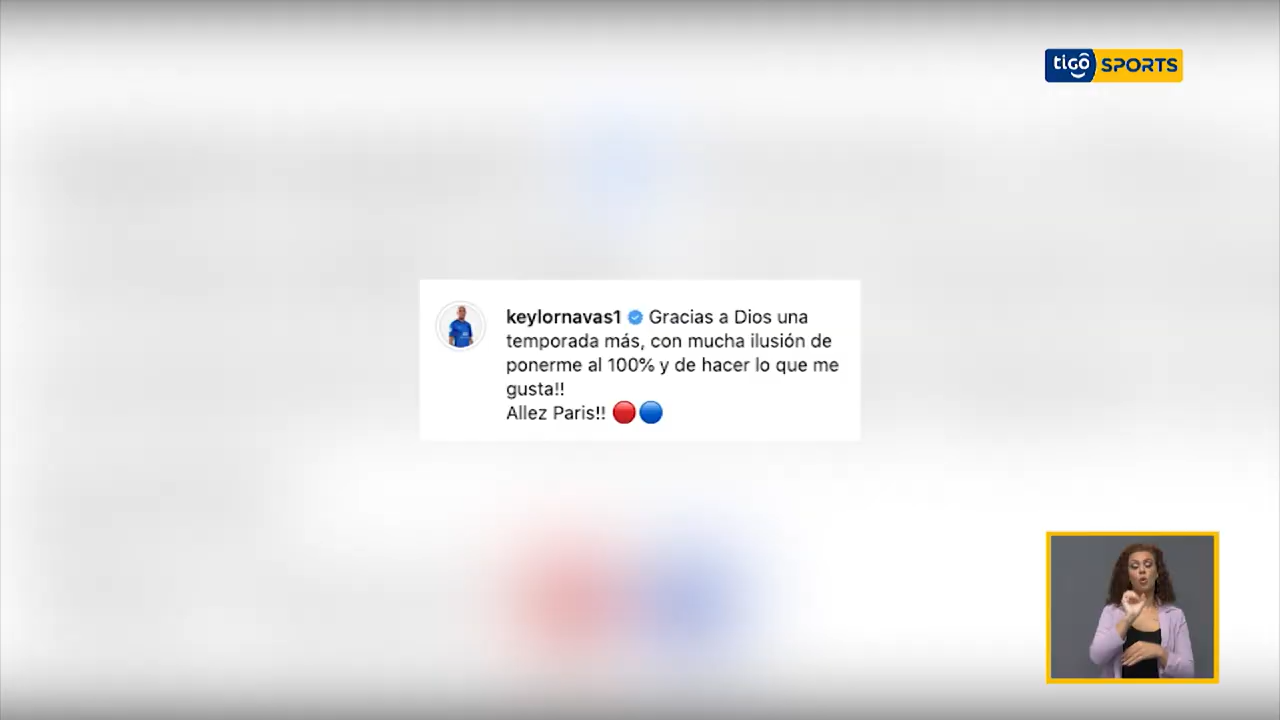 tigo SPORTS
keylornavas1 Gracias a Dios una
temporada más, con mucha ilusión de
ponerme al 100% y de hacer lo que me
gusta!!
Allez Paris!! 🔴🔵